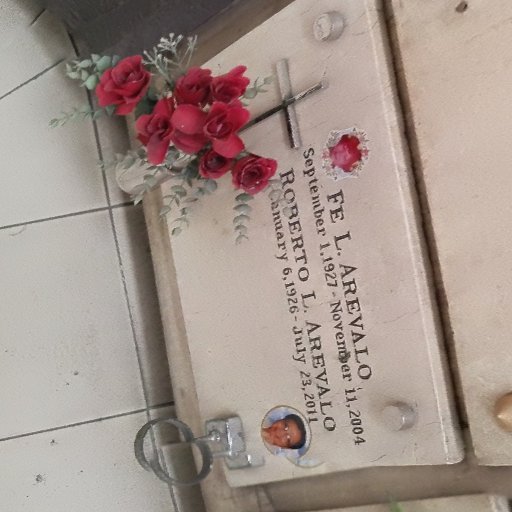 FE L. AREVALO
September 1,1927 - November 11,2004
ROBERTO L. AREVALO
January 6,1926 - July 23,2011